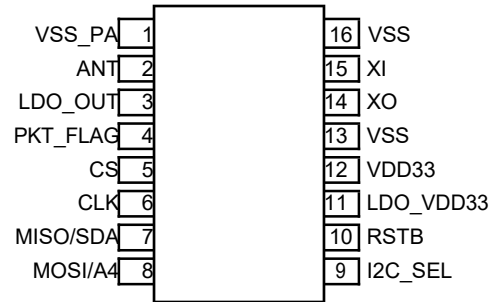 VSS_PA 1 16 VSS
ANT 2 15 XI
LDO_OUT 3 14 XO
PKT_FLAG 4 13 VSS
CS 5 12 VDD33
CLK 6 11 LDO_VDD33
MISO/SDA 7 10 RSTB
MOSI/A4 8 9 I2C_SEL